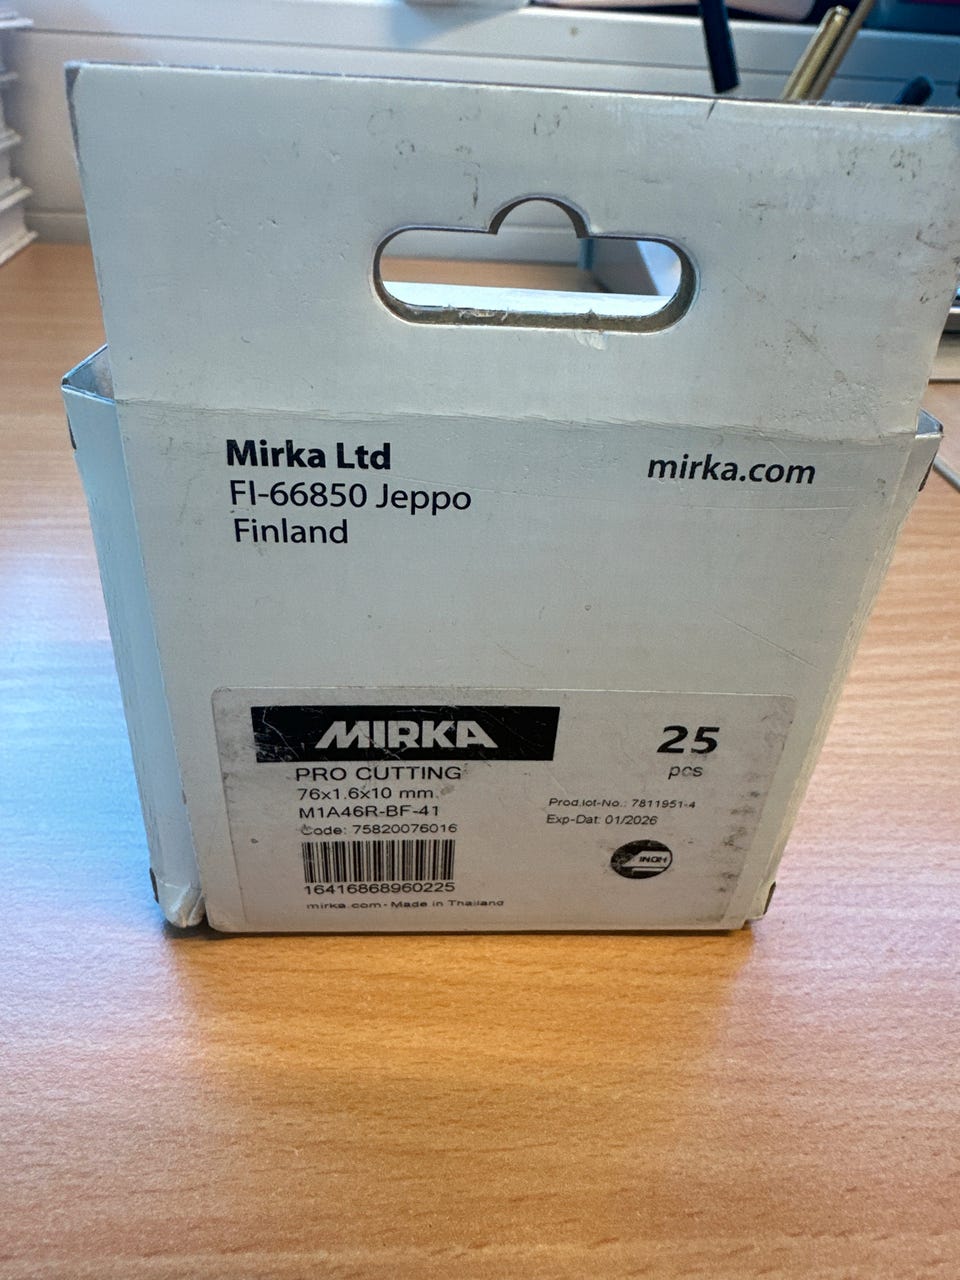 Mirka Ltd
FI-66850 Jeppo
Finland
mirka.com
MIRKA
PRO CUTTING
76x1.6x10 mm.
M1A46R-BF-41
Code: 75820076016
16416868960225
mirka.com - Made in Thailand
25
pcs
Prod.lot-No.: 7811951-4
Exp-Dat: 01/2026
INOX